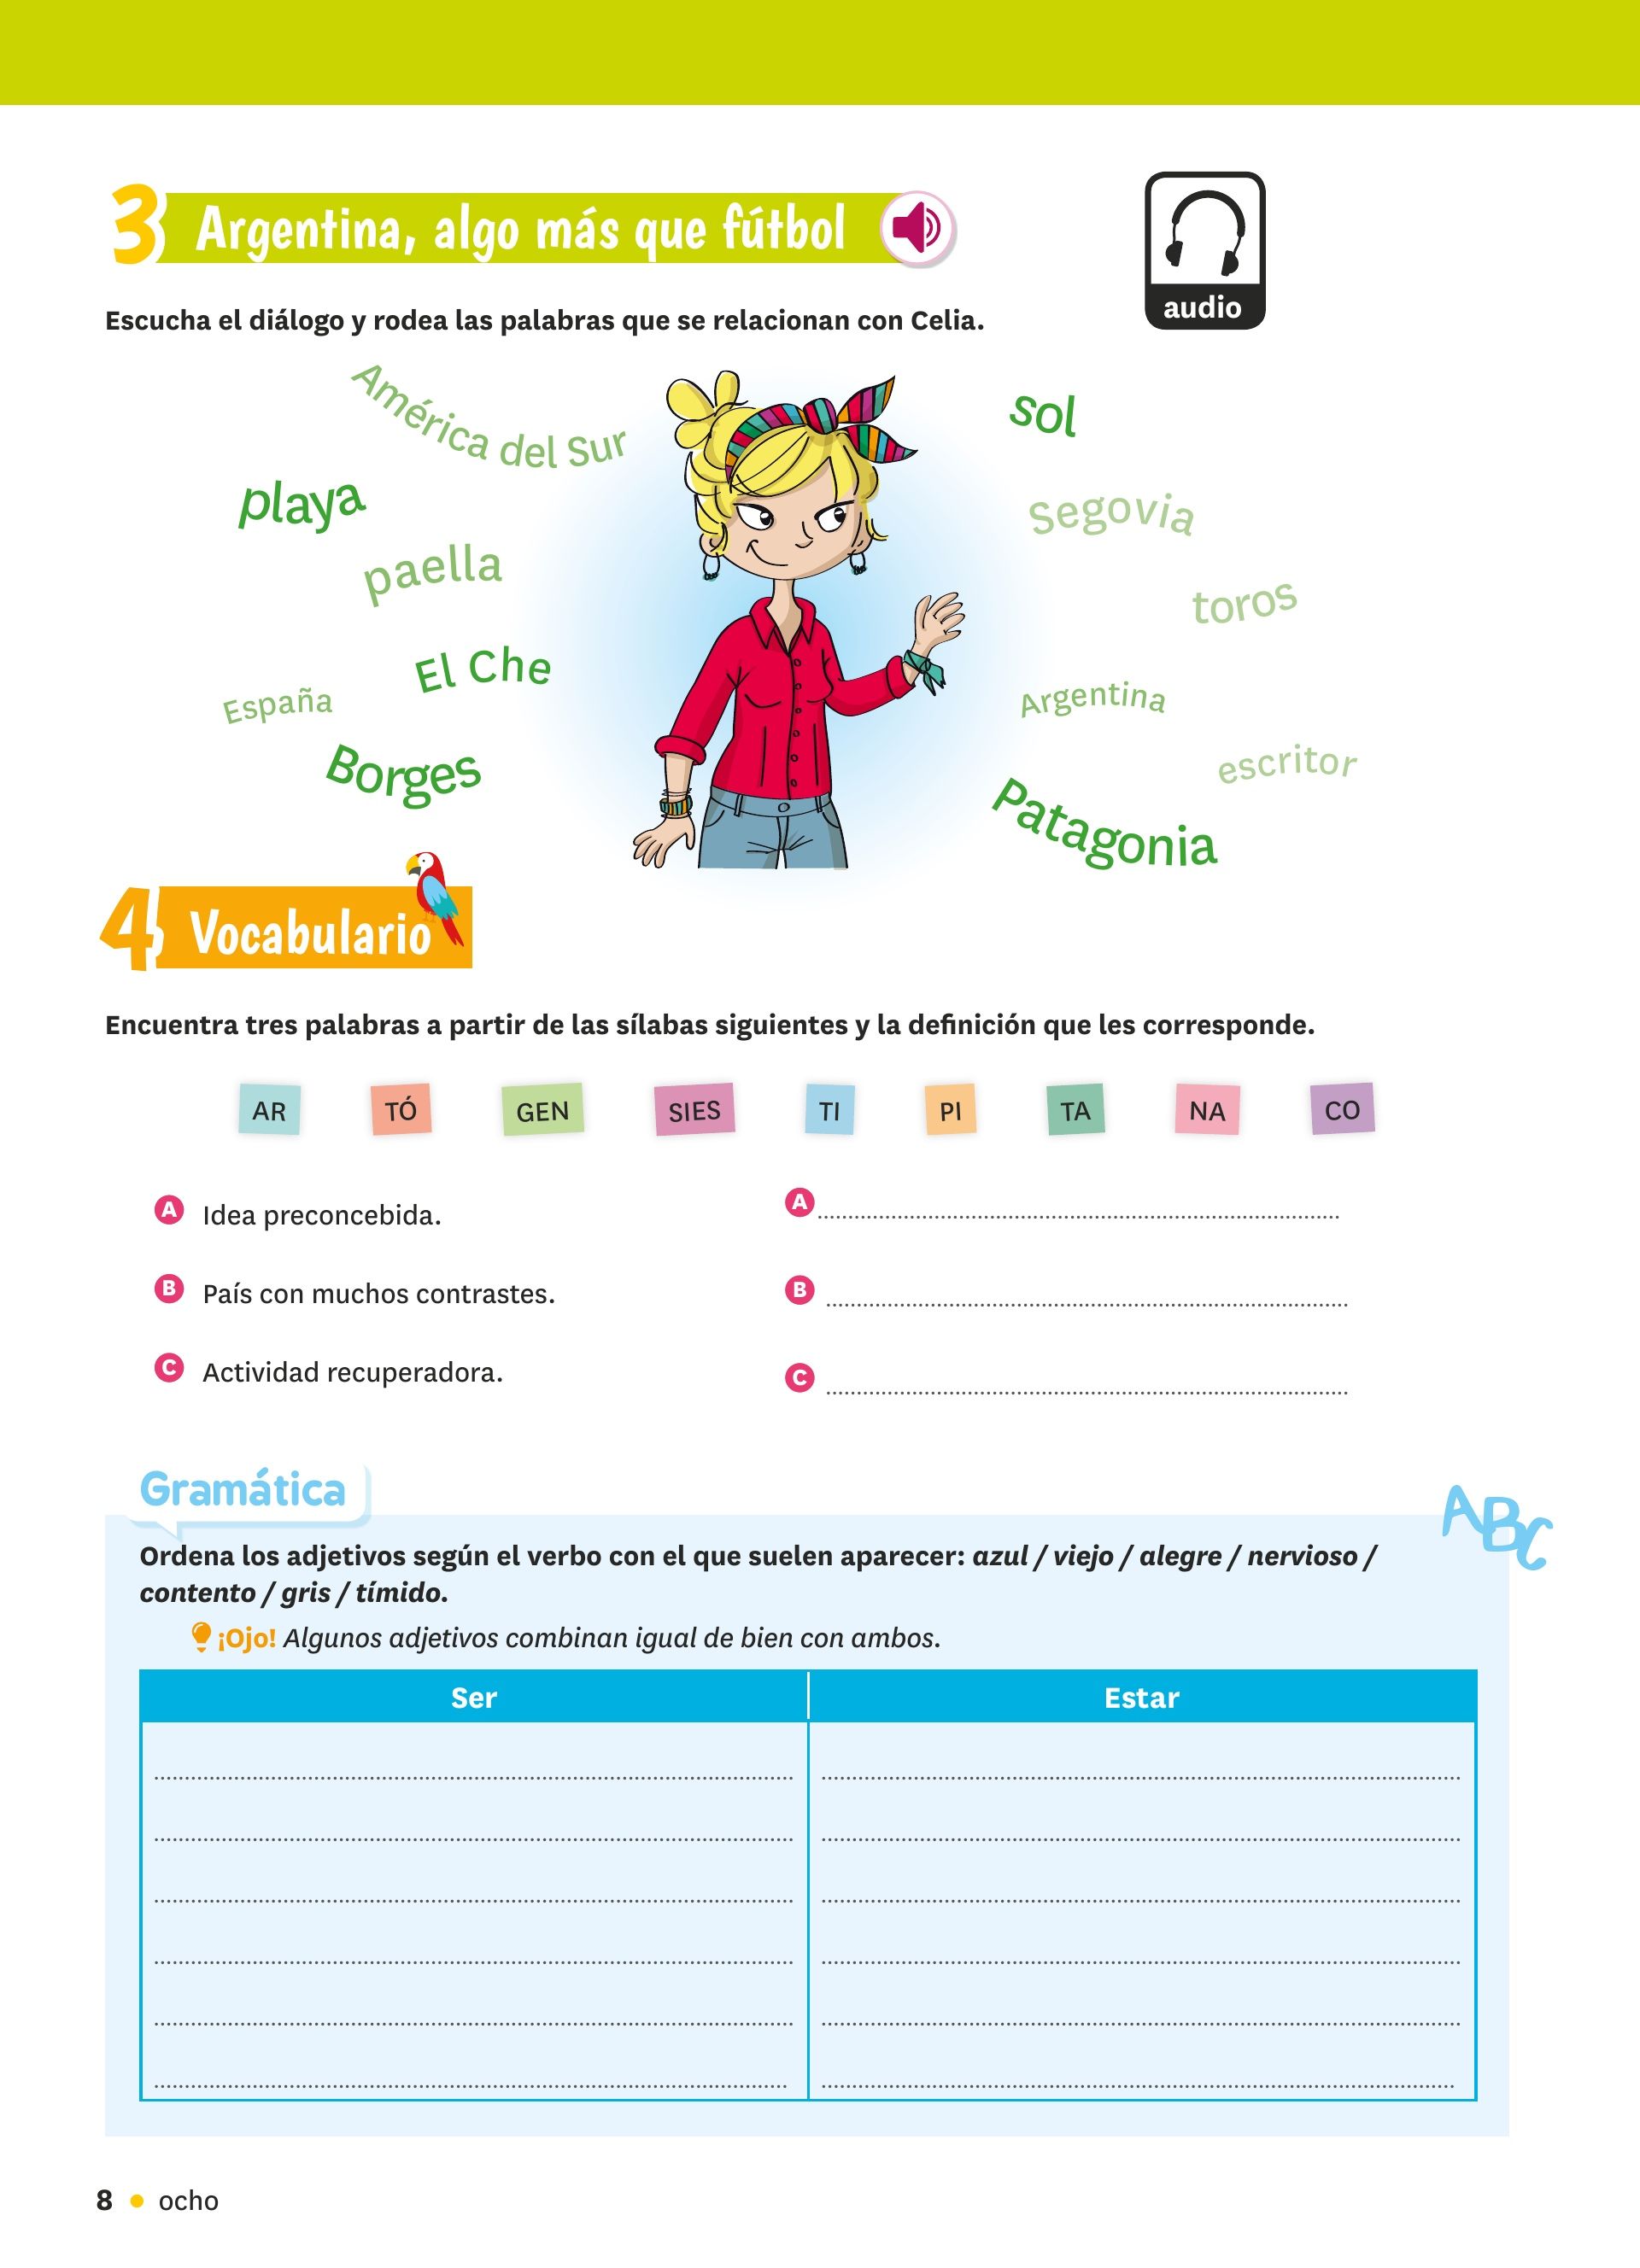 3 Argentina, algo más que fútbol
audio
Escucha el diálogo y rodea las palabras que se relacionan con Celia.
América del Sur
sol
playa
Segovia
paella
toros
El Che
España
Argentina
Borges
escritor
Patagonia
4 Vocabulario
Encuentra tres palabras a partir de las sílabas siguientes y la definición que les corresponde.
AR TÓ GEN SIES TI PI TA NA CO
A Idea preconcebida. A
B País con muchos contrastes. B
C Actividad recuperadora. C
Gramática
ABC
Ordena los adjetivos según el verbo con el que suelen aparecer: azul / viejo / alegre / nervioso /
contento / gris / tímido.
¡Ojo! Algunos adjetivos combinan igual de bien con ambos.
Ser Estar
8 • ocho